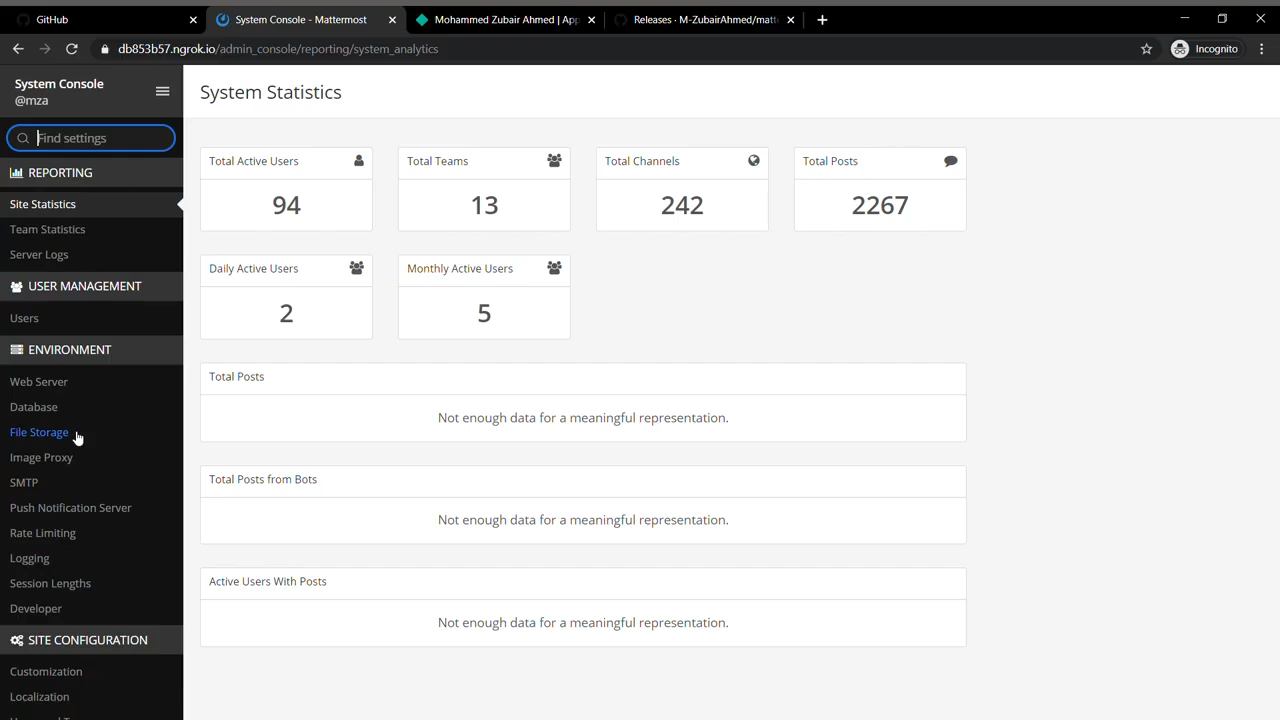 GitHub
System Console - Mattermost
Mohammed Zubair Ahmed | App
Releases · M-ZubairAhmed/matt
db853b57.ngrok.io/admin_console/reporting/system_analytics
Incognito
System Console
@mza
Find settings
REPORTING
Site Statistics
Team Statistics
Server Logs
USER MANAGEMENT
Users
ENVIRONMENT
Web Server
Database
File Storage
Image Proxy
SMTP
Push Notification Server
Rate Limiting
Logging
Session Lengths
Developer
SITE CONFIGURATION
Customization
Localization
System Statistics
Total Active Users
94
Total Teams
13
Total Channels
242
Total Posts
2267
Daily Active Users
2
Monthly Active Users
5
Total Posts
Not enough data for a meaningful representation.
Total Posts from Bots
Not enough data for a meaningful representation.
Active Users With Posts
Not enough data for a meaningful representation.